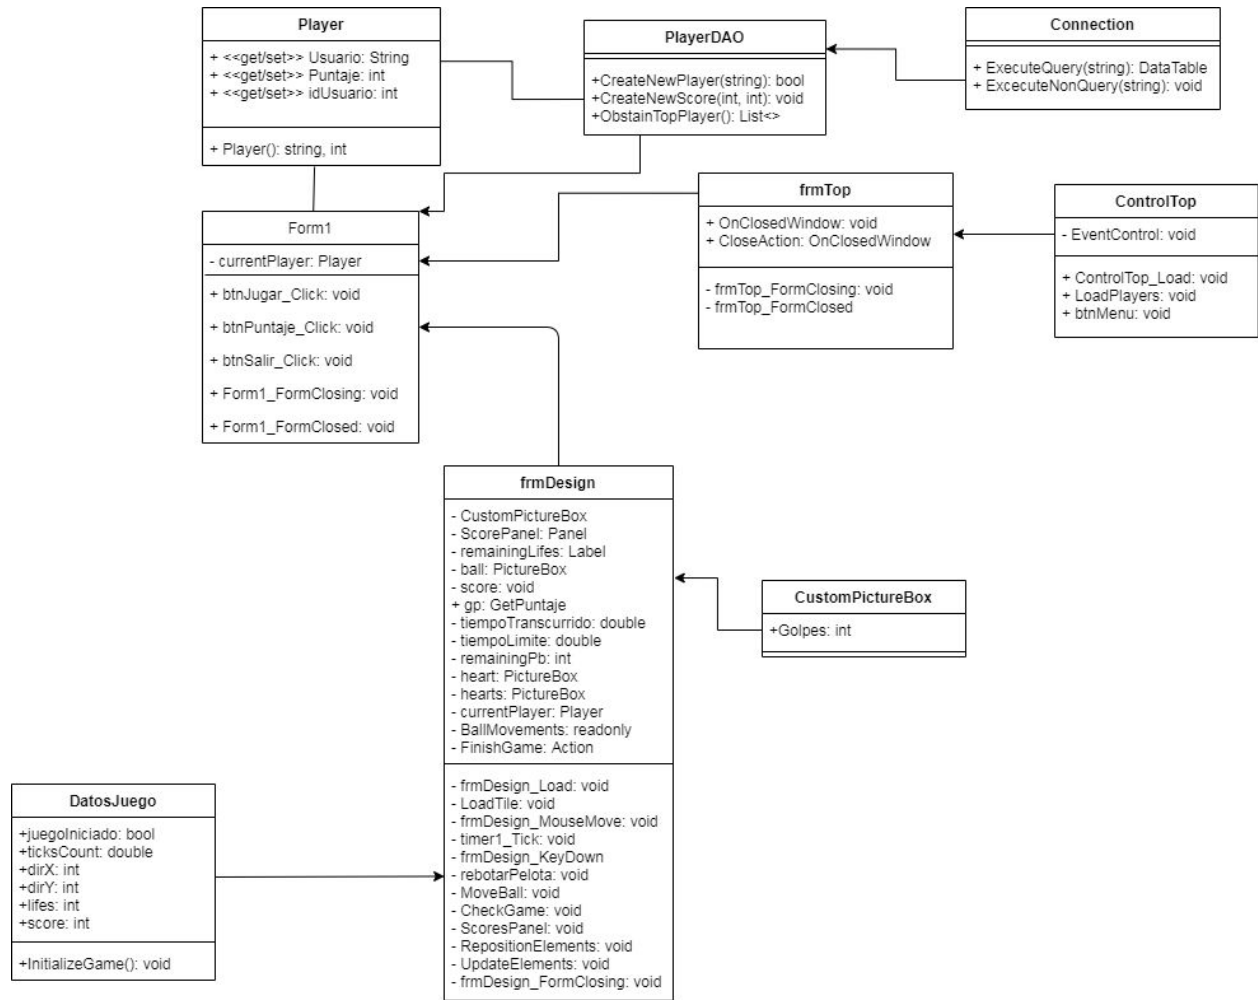 Player
+ <<get/set>> Usuario: String
+ <<get/set>> Puntaje: int
+ <<get/set>> idUsuario: int
+ Player(): string, int
PlayerDAO
+CreateNewPlayer(string): bool
+CreateNewScore(int, int): void
+ObstainTopPlayer(): List<>
Connection
+ ExecuteQuery(string): DataTable
+ ExcecuteNonQuery(string): void
Form1
- currentPlayer: Player
+ btnJugar_Click: void
+ btnPuntaje_Click: void
+ btnSalir_Click: void
+ Form1_FormClosing: void
+ Form1_FormClosed: void
frmTop
+ OnClosedWindow: void
+ CloseAction: OnClosedWindow
- frmTop_FormClosing: void
- frmTop_FormClosed
ControlTop
- EventControl: void
+ ControlTop_Load: void
+ LoadPlayers: void
+ btnMenu: void
frmDesign
- CustomPictureBox
- ScorePanel: Panel
- remainingLifes: Label
- ball: PictureBox
- score: void
+ gp: GetPuntaje
- tiempoTranscurrido: double
- tiempoLimite: double
- remainingPb: int
- heart: PictureBox
- hearts: PictureBox
- currentPlayer: Player
- BallMovements: readonly
- FinishGame: Action
- frmDesign_Load: void
- LoadTile: void
- frmDesign_MouseMove: void
- timer1_Tick: void
- frmDesign_KeyDown
- rebotarPelota: void
- MoveBall: void
- CheckGame: void
- ScoresPanel: void
- RepositionElements: void
- UpdateElements: void
- frmDesign_FormClosing: void
CustomPictureBox
+Golpes: int
DatosJuego
+juegoIniciado: bool
+ticksCount: double
+dirX: int
+dirY: int
+lifes: int
+score: int
+InitializeGame(): void